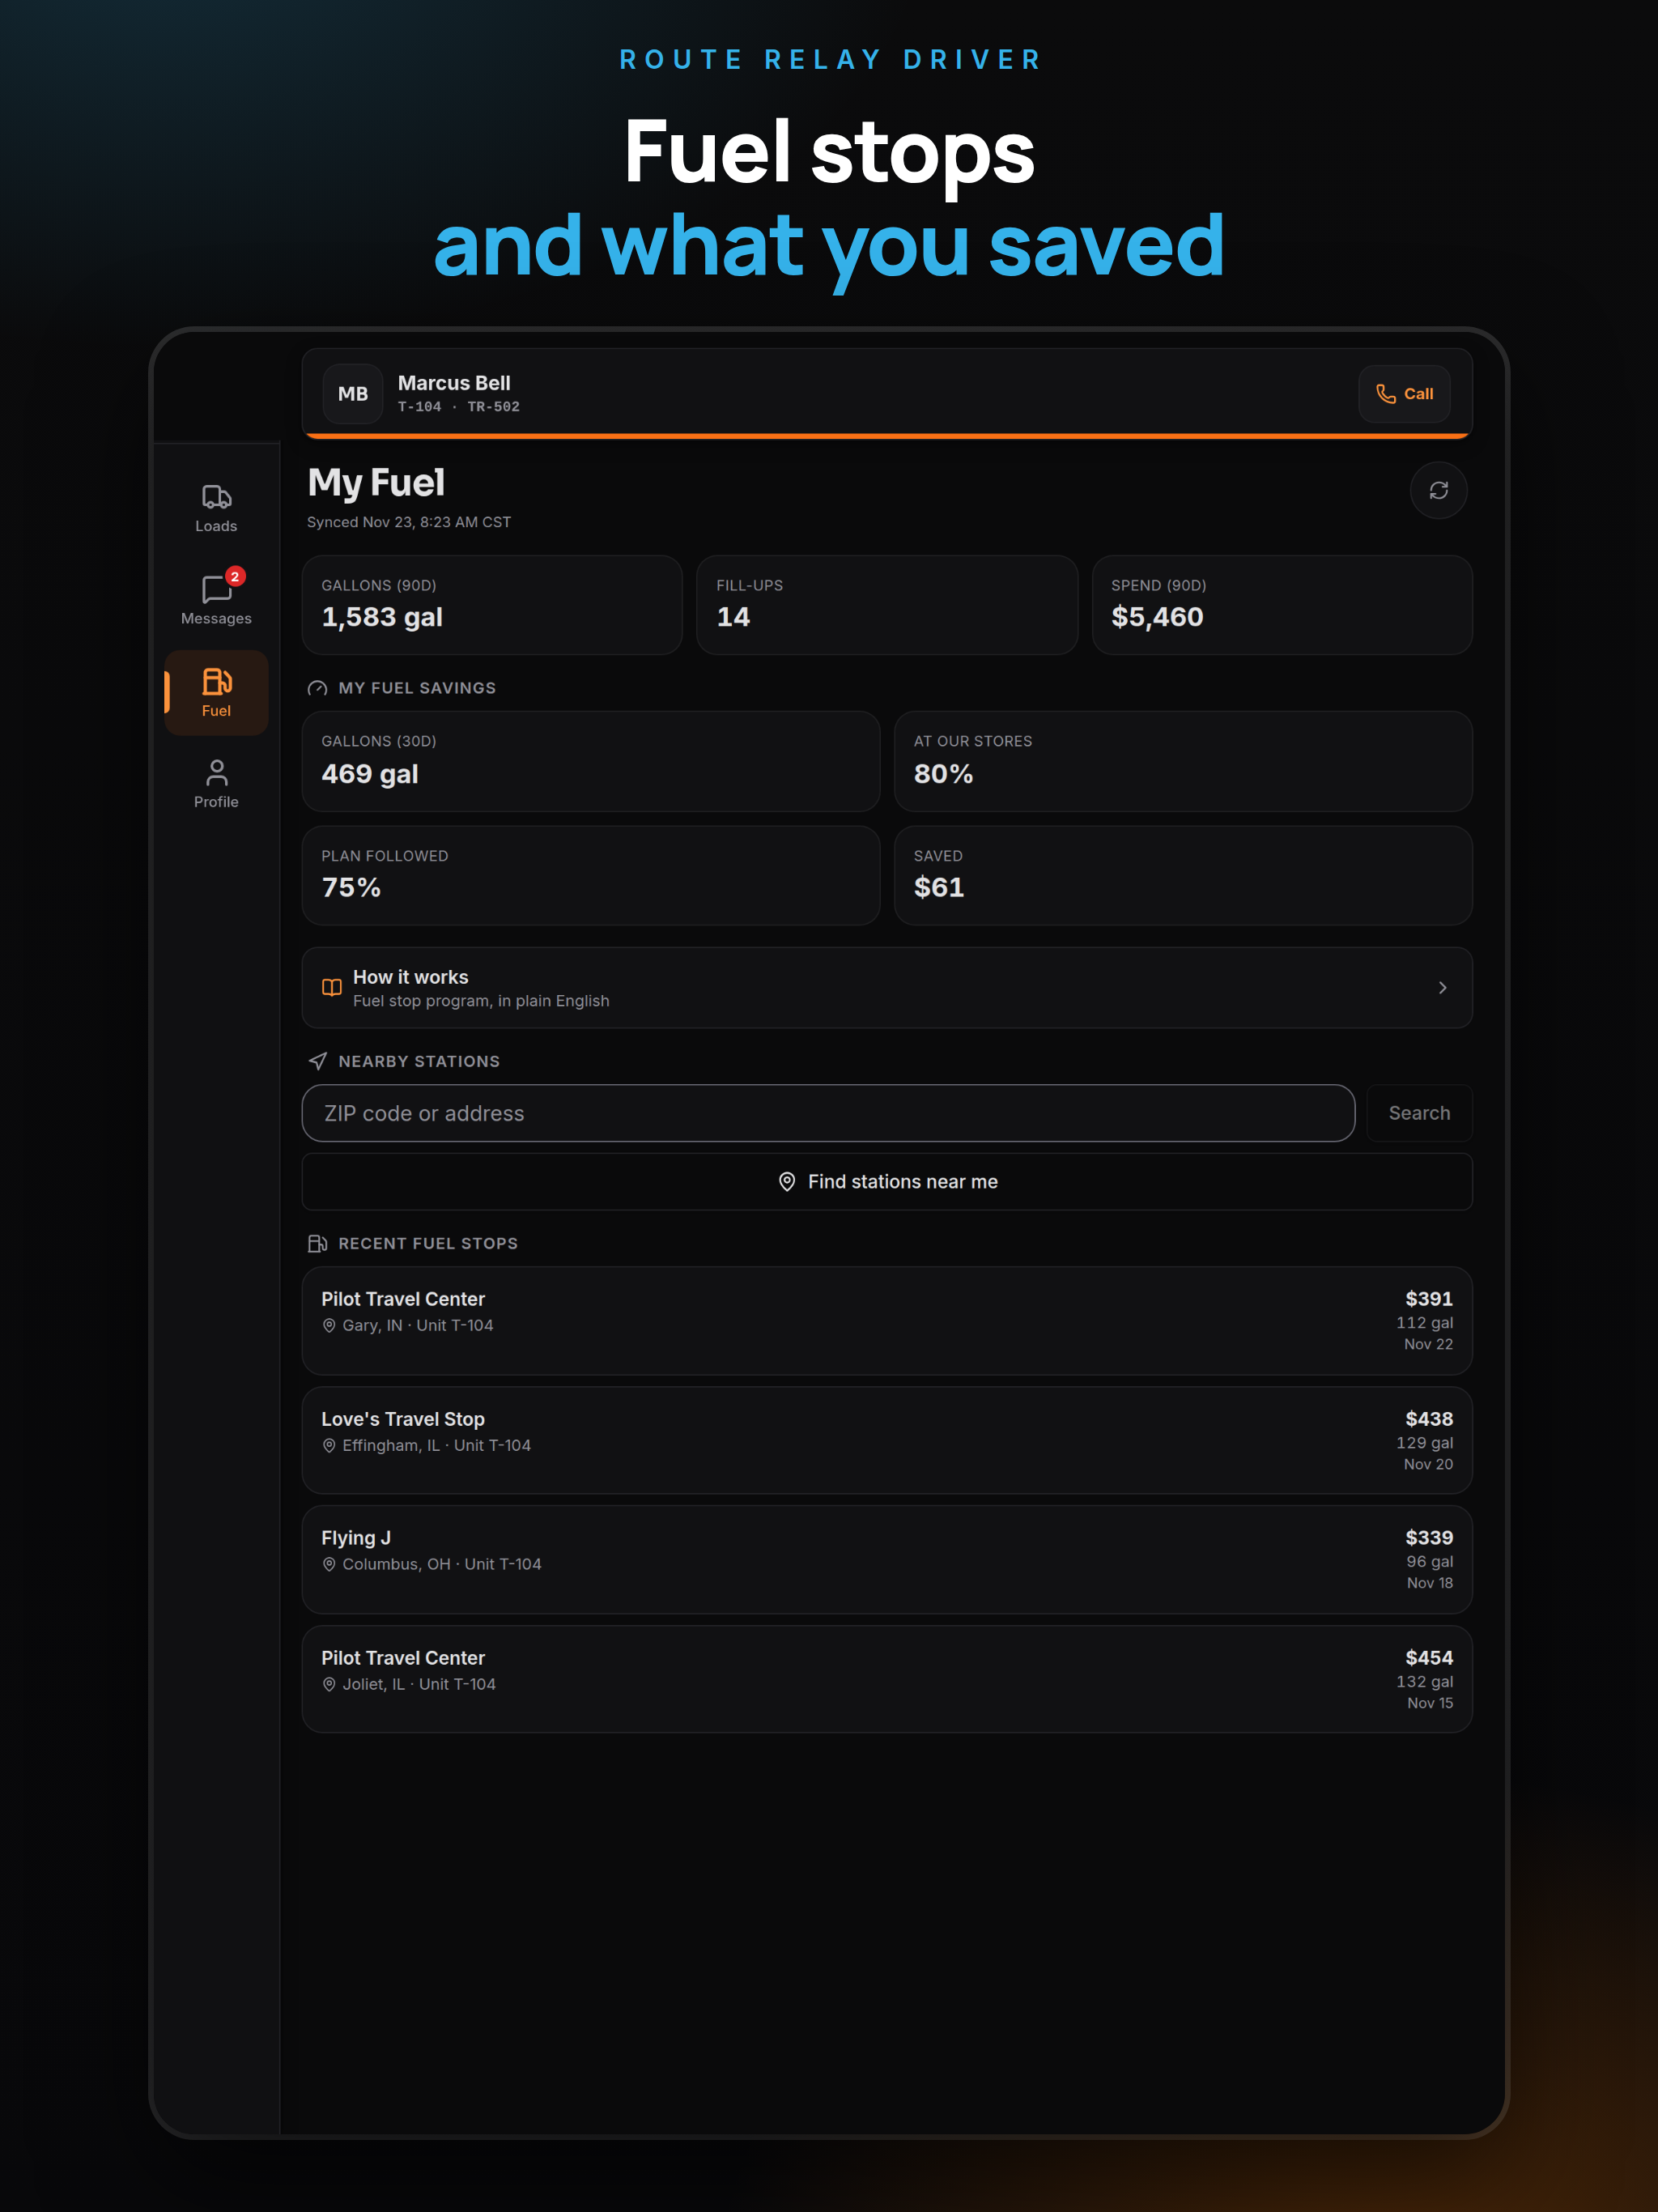 ROUTE RELAY DRIVER
Fuel stops
and what you saved
MB
Marcus Bell
T-104 · TR-502
Call
Loads
2
Messages
Fuel
Profile
My Fuel
Synced Nov 23, 8:23 AM CST
GALLONS (90D)
1,583 gal
FILL-UPS
14
SPEND (90D)
$5,460
MY FUEL SAVINGS
GALLONS (30D)
469 gal
AT OUR STORES
80%
PLAN FOLLOWED
75%
SAVED
$61
How it works
Fuel stop program, in plain English
NEARBY STATIONS
ZIP code or address
Search
Find stations near me
RECENT FUEL STOPS
Pilot Travel Center
Gary, IN · Unit T-104
$391
112 gal
Nov 22
Love's Travel Stop
Effingham, IL · Unit T-104
$438
129 gal
Nov 20
Flying J
Columbus, OH · Unit T-104
$339
96 gal
Nov 18
Pilot Travel Center
Joliet, IL · Unit T-104
$454
132 gal
Nov 15